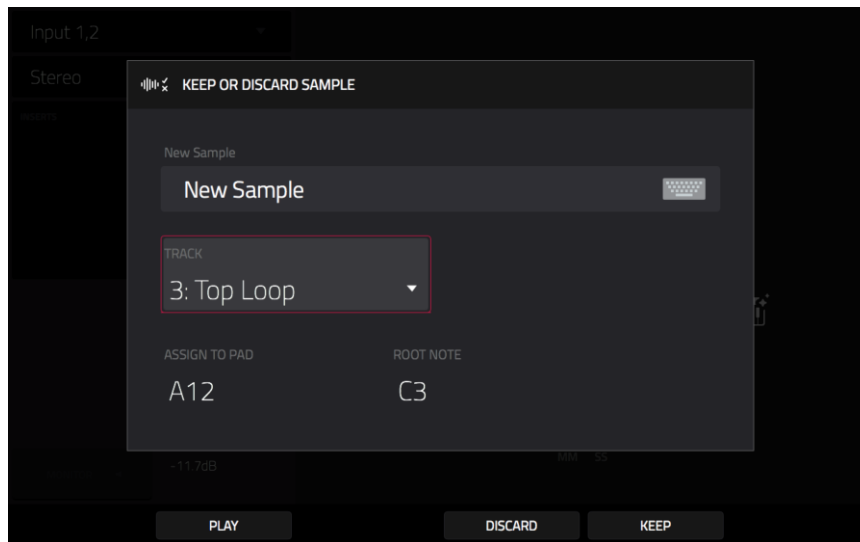 Input 1,2
Stereo
KEEP OR DISCARD SAMPLE
INSERTS
New Sample
New Sample
TRACK
3: Top Loop
ASSIGN TO PAD ROOT NOTE
A12 C3
-11.7dB MM SS
PLAY DISCARD KEEP